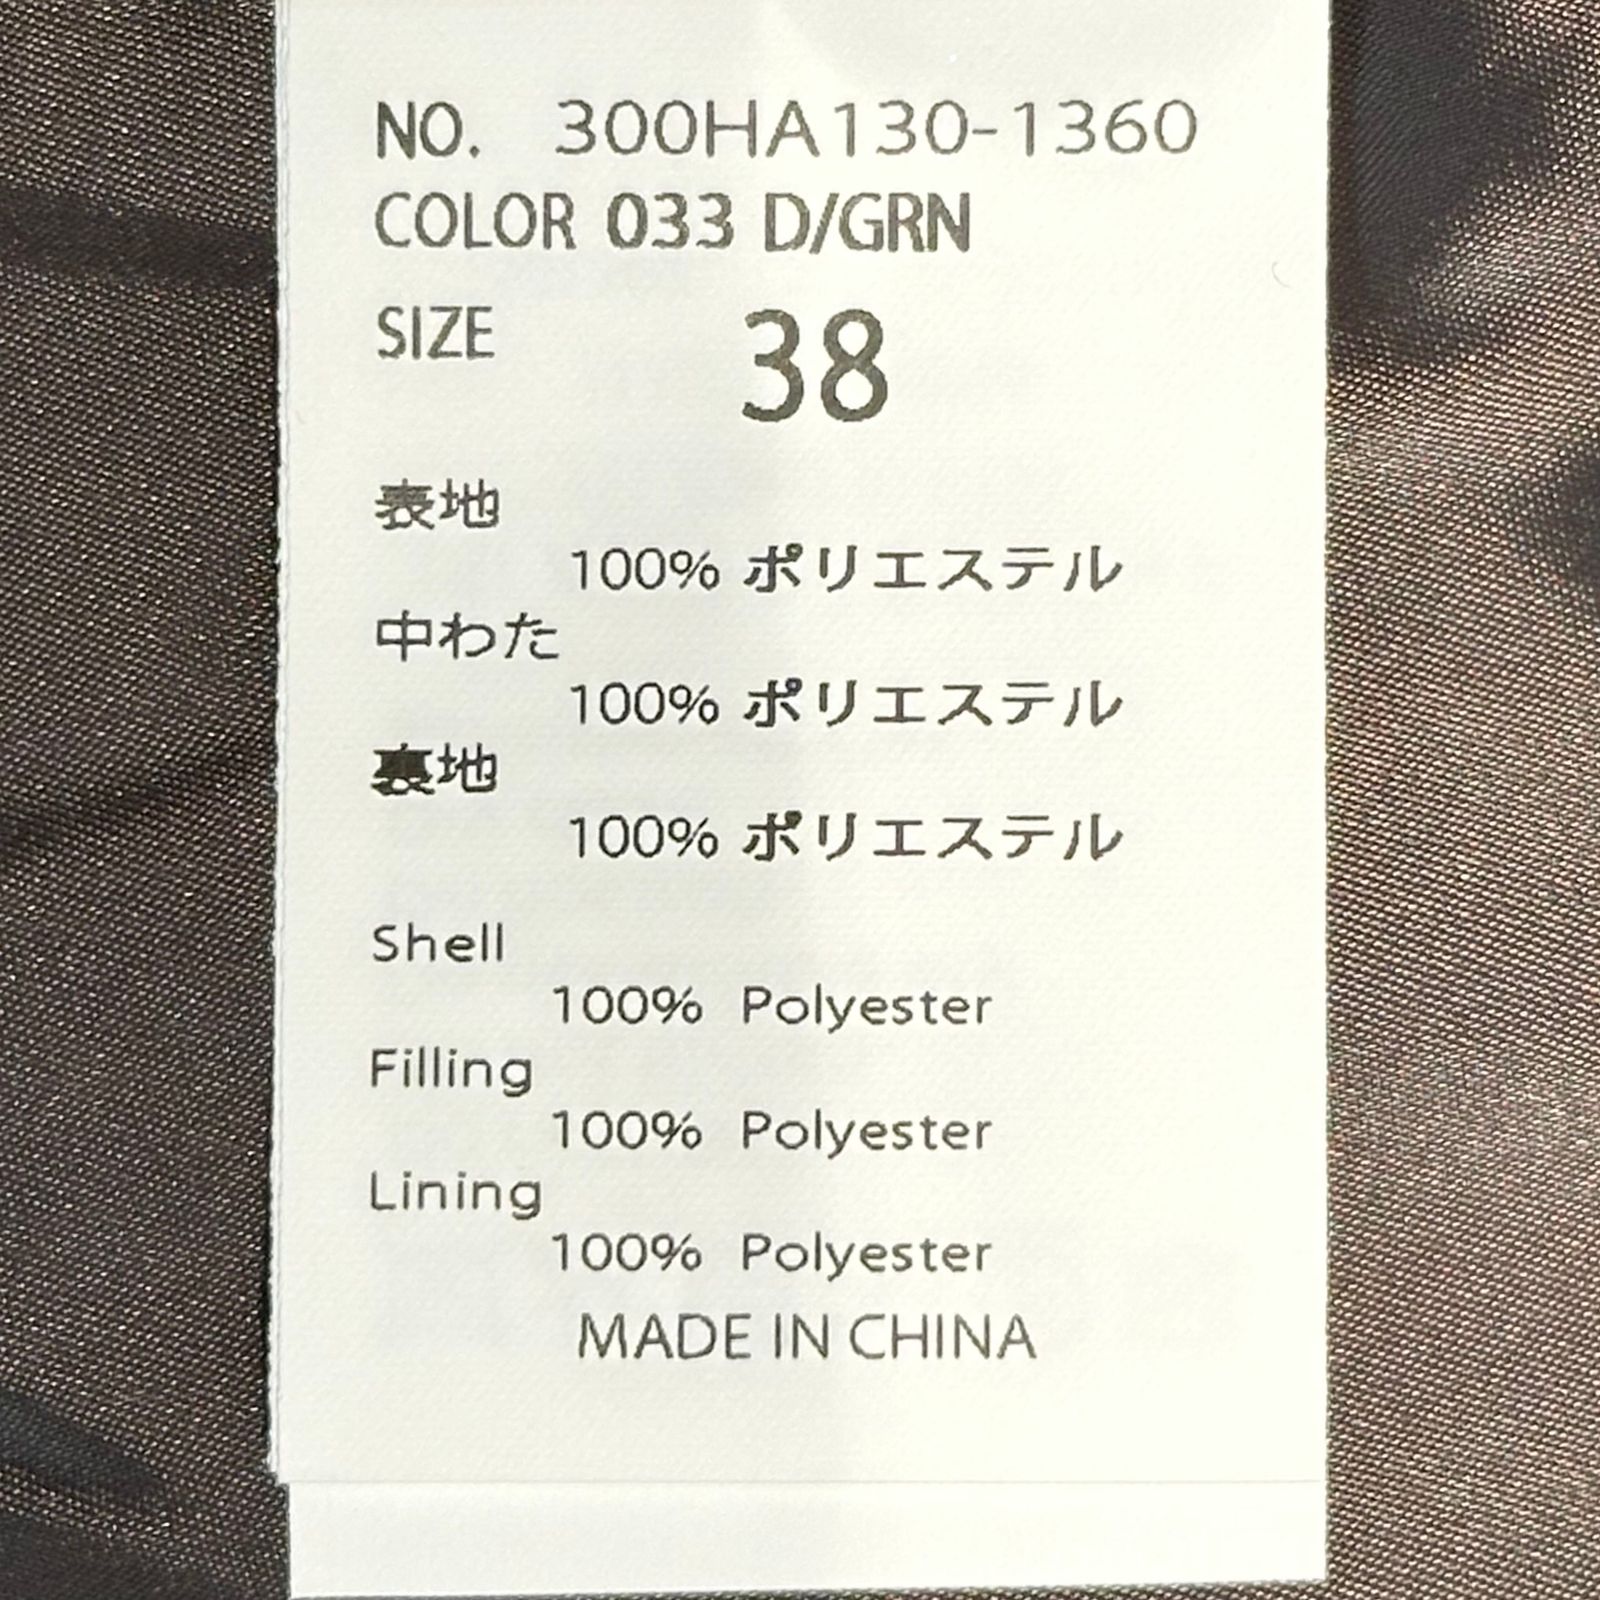 NO. 300HA130-1360
COLOR 033 D/GRN
SIZE 38
表地
100% ポリエステル
中わた
100% ポリエステル
裏地
100% ポリエステル
Shell
100% Polyester
Filling
100% Polyester
Lining
100% Polyester
MADE IN CHINA